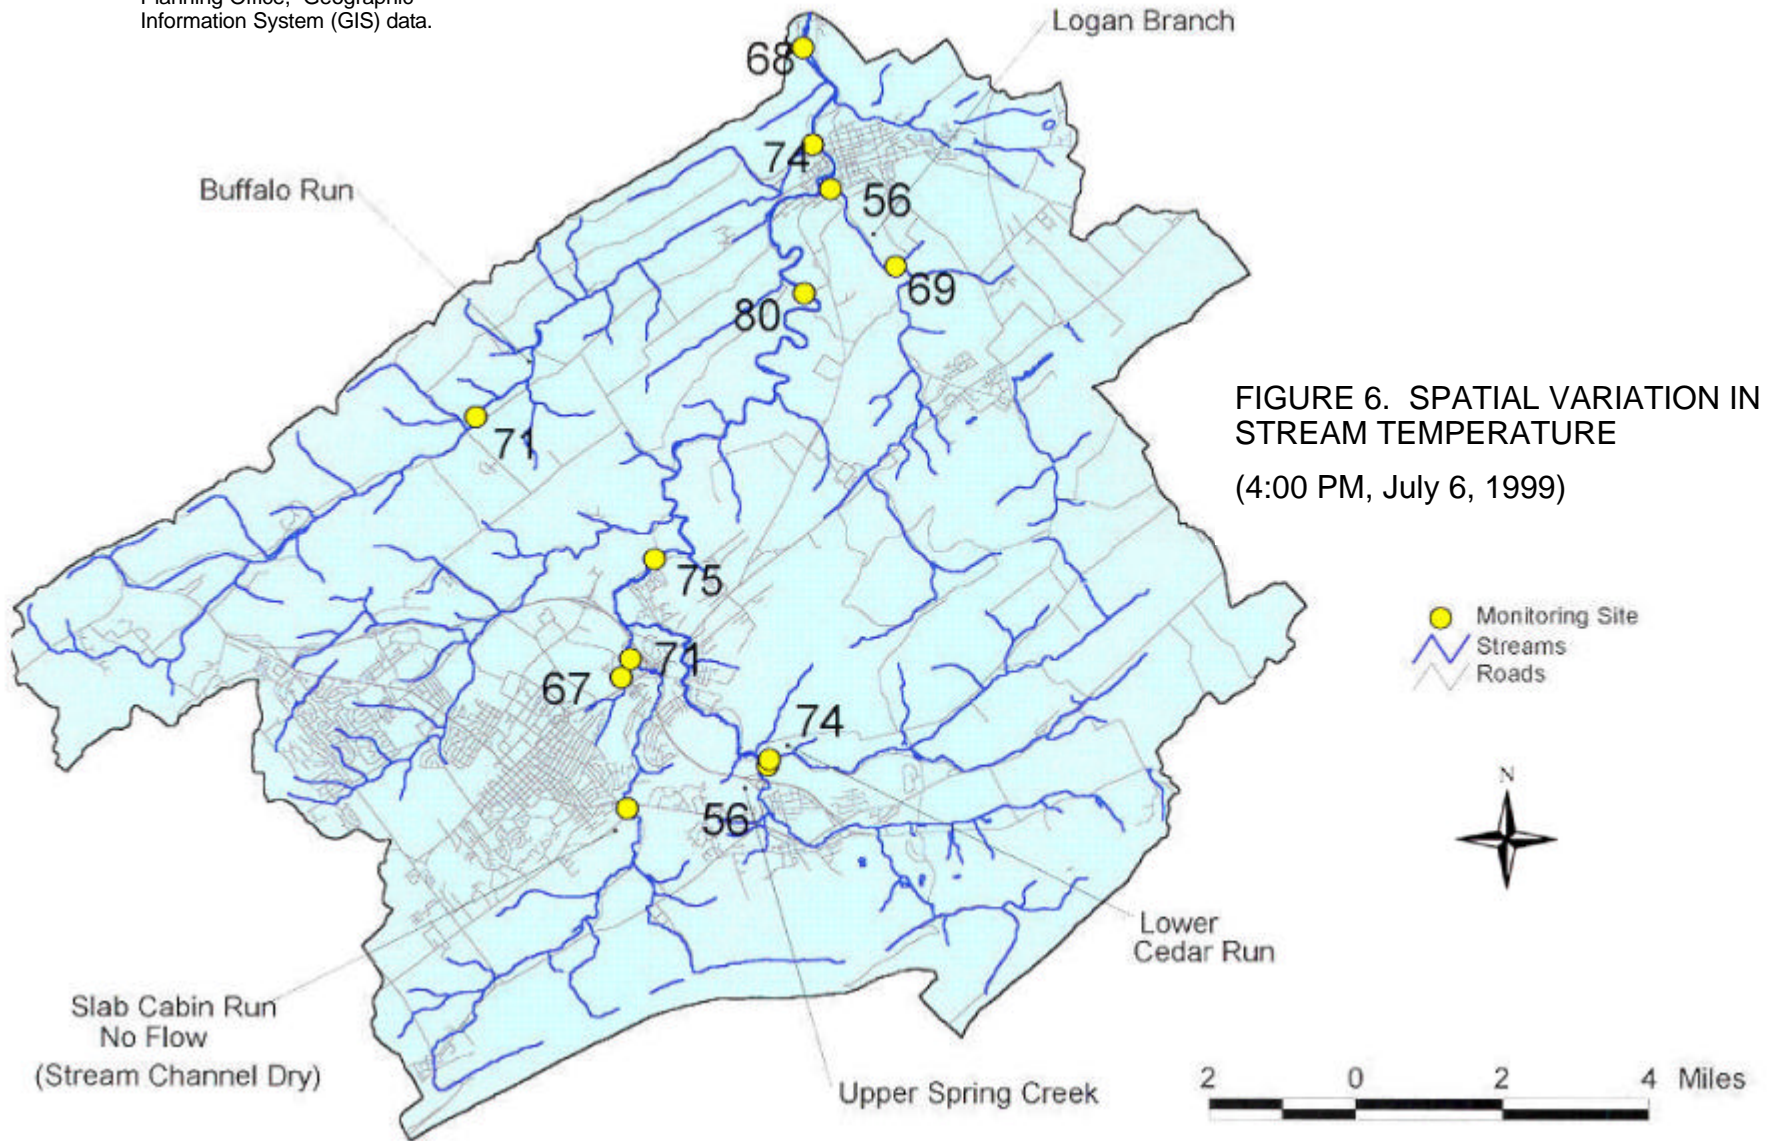 Information System (GIS) data.
Logan Branch
68
74
Buffalo Run
56
69
80
71
FIGURE 6. SPATIAL VARIATION IN
STREAM TEMPERATURE
(4:00 PM, July 6, 1999)
75
Monitoring Site
Streams
Roads
71
67
74
56
N
Lower
Cedar Run
Slab Cabin Run
No Flow
(Stream Channel Dry)
Upper Spring Creek
2 0 2 4 Miles